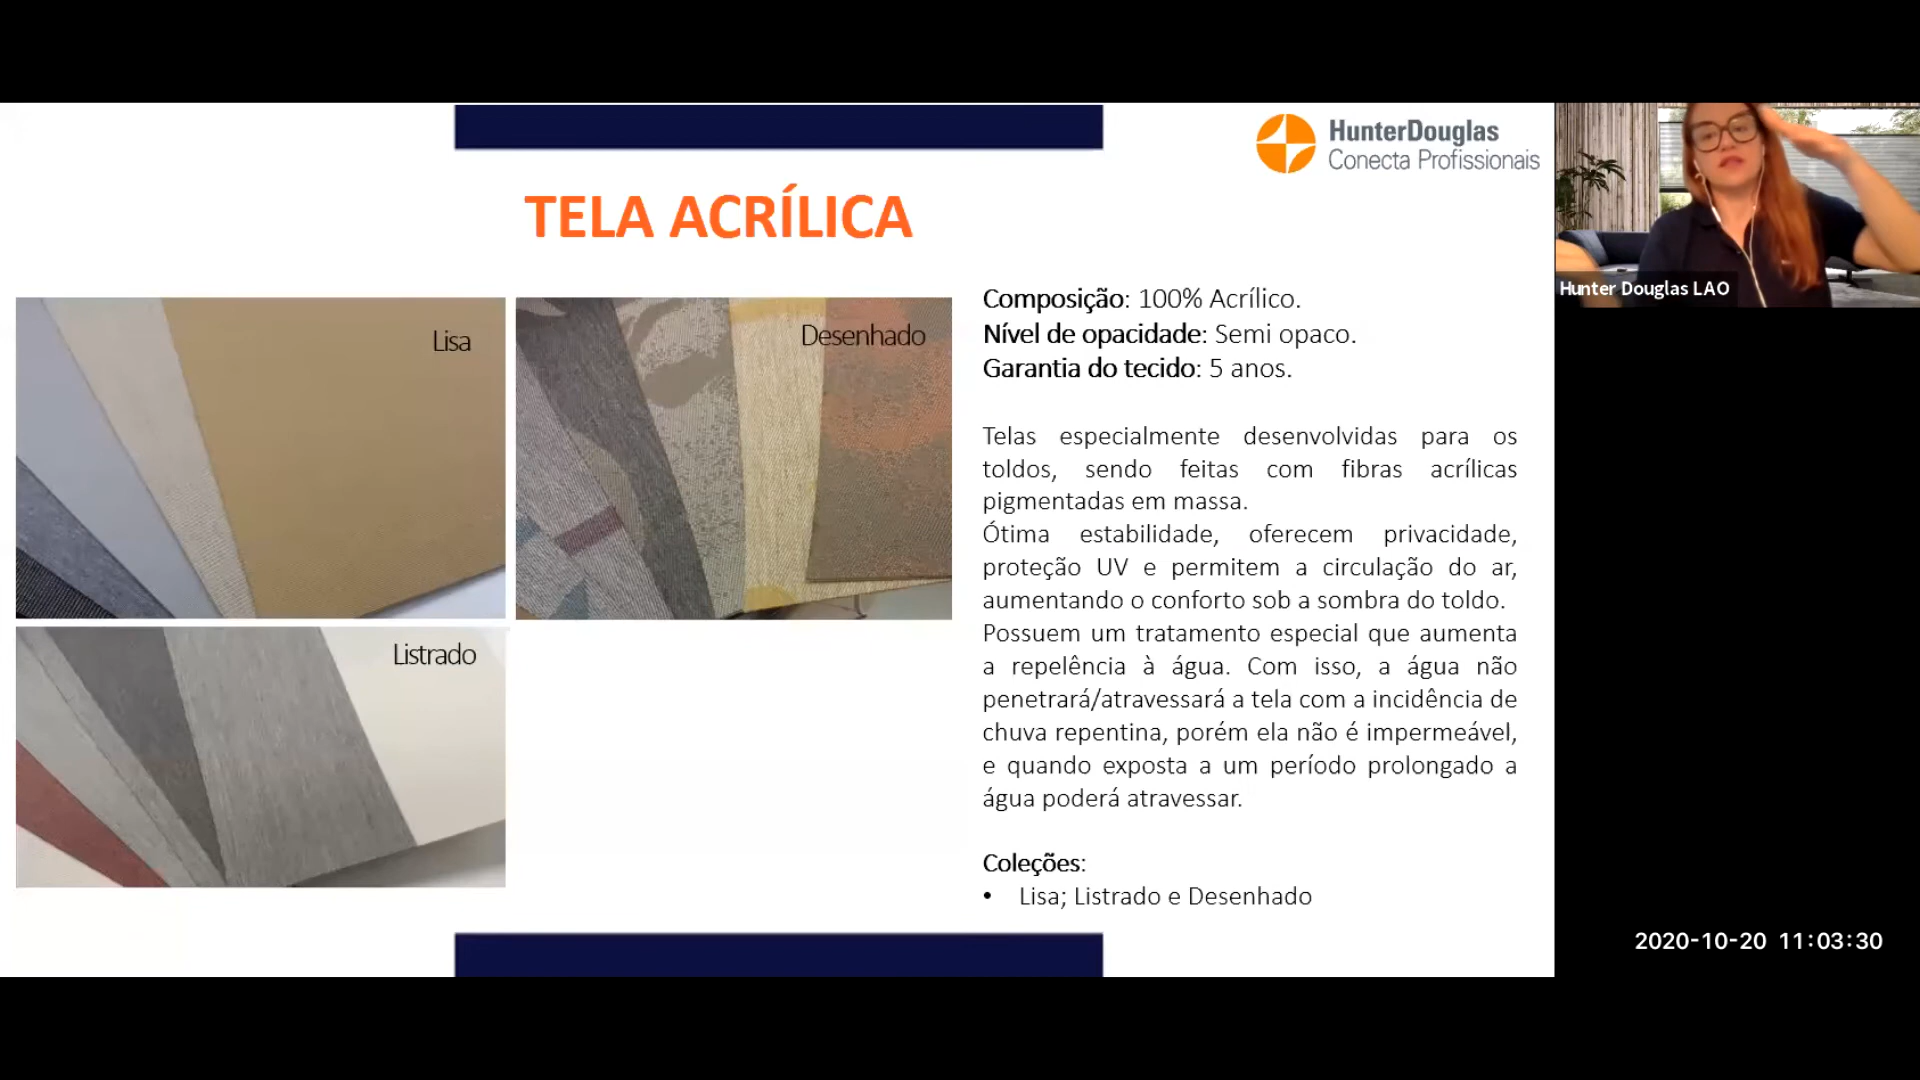 HunterDouglas
Conecta Profissionais
TELA ACRÍLICA
Lisa
Desenhado
Listrado
Composição: 100% Acrílico.
Nível de opacidade: Semi opaco.
Garantia do tecido: 5 anos.
Telas especialmente desenvolvidas para os
toldos, sendo feitas com fibras acrílicas
pigmentadas em massa.
Ótima estabilidade, oferecem privacidade,
proteção UV e permitem a circulação do ar,
aumentando o conforto sob a sombra do toldo.
Possuem um tratamento especial que aumenta
a repelência à água. Com isso, a água não
penetrará/atravessará a tela com a incidência de
chuva repentina, porém ela não é impermeável,
e quando exposta a um período prolongado a
água poderá atravessar.
Coleções:
• Lisa; Listrado e Desenhado
Hunter Douglas LAO
2020-10-20 11:03:30